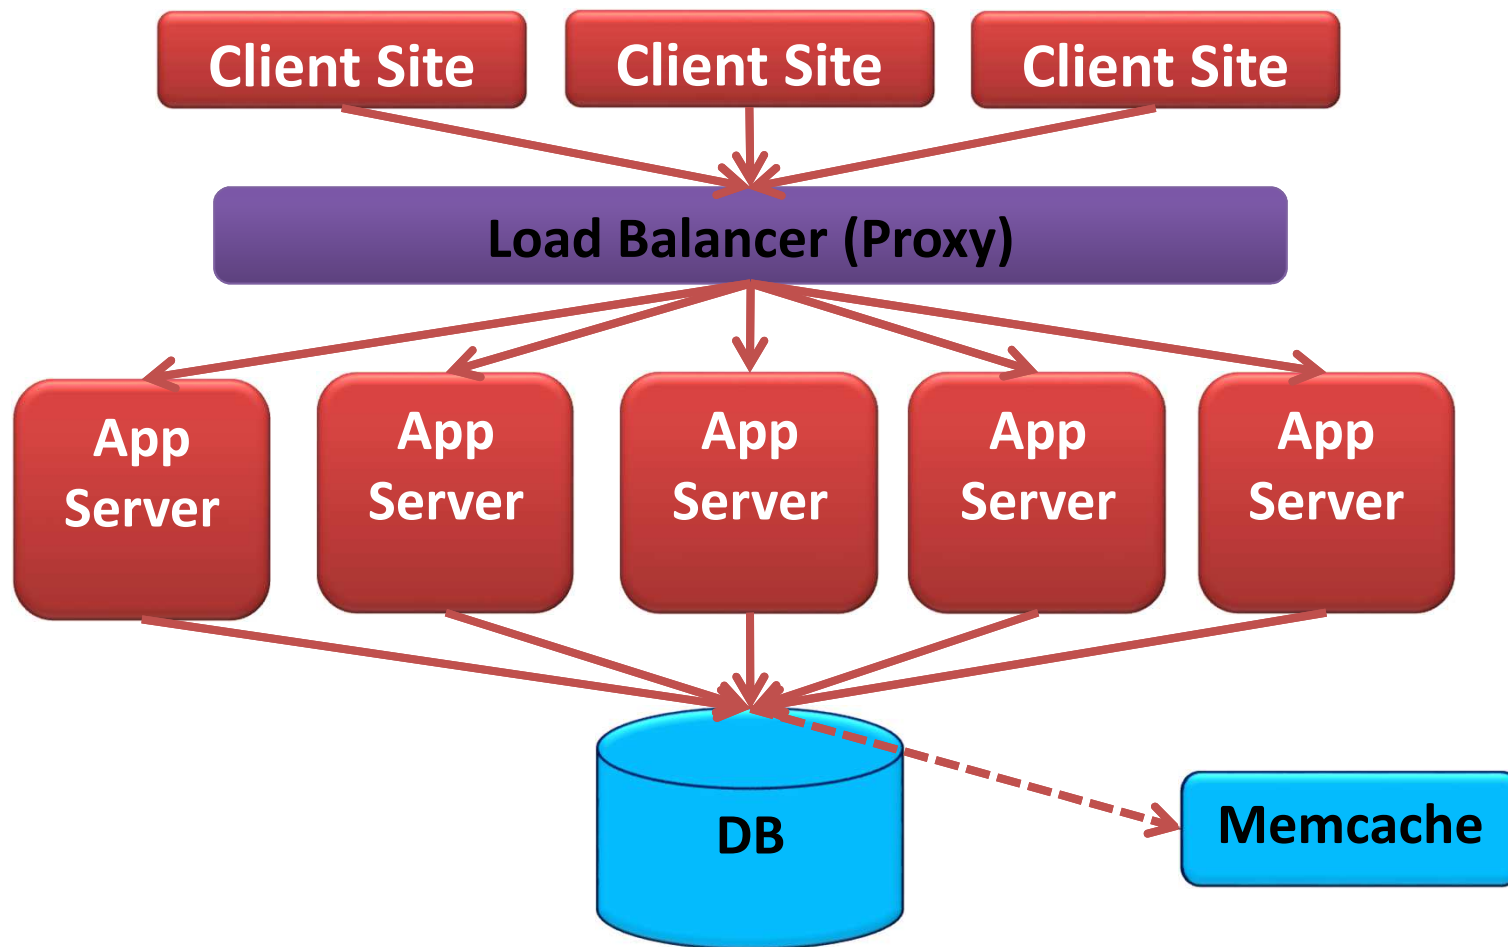 Client Site
Client Site
Client Site
Load Balancer (Proxy)
App
Server
App
Server
App
Server
App
Server
App
Server
DB
Memcache